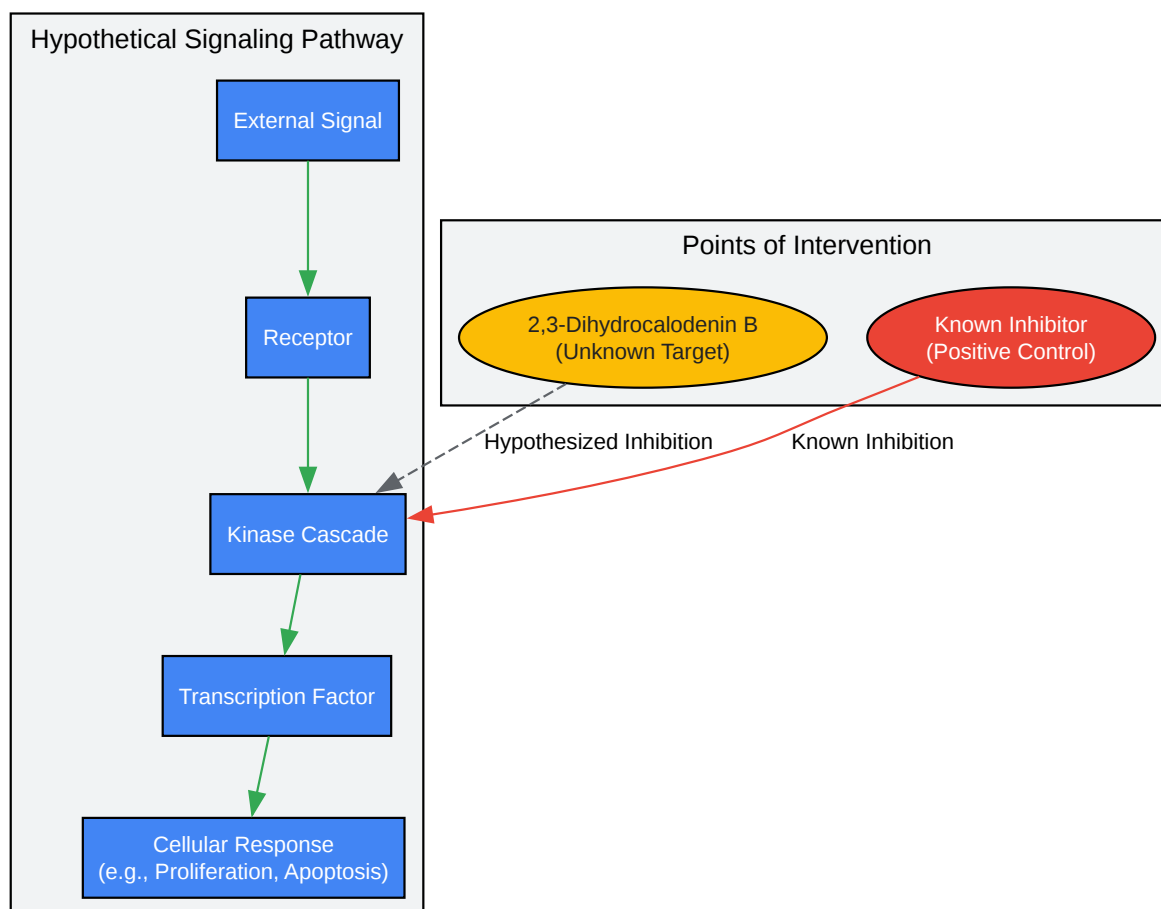 Hypothetical Signaling Pathway
External Signal
Receptor
Kinase Cascade
Transcription Factor
Cellular Response
(e.g., Proliferation, Apoptosis)
Points of Intervention
2,3-Dihydrocalodenin B
(Unknown Target)
Known Inhibitor
(Positive Control)
Hypothesized Inhibition
Known Inhibition